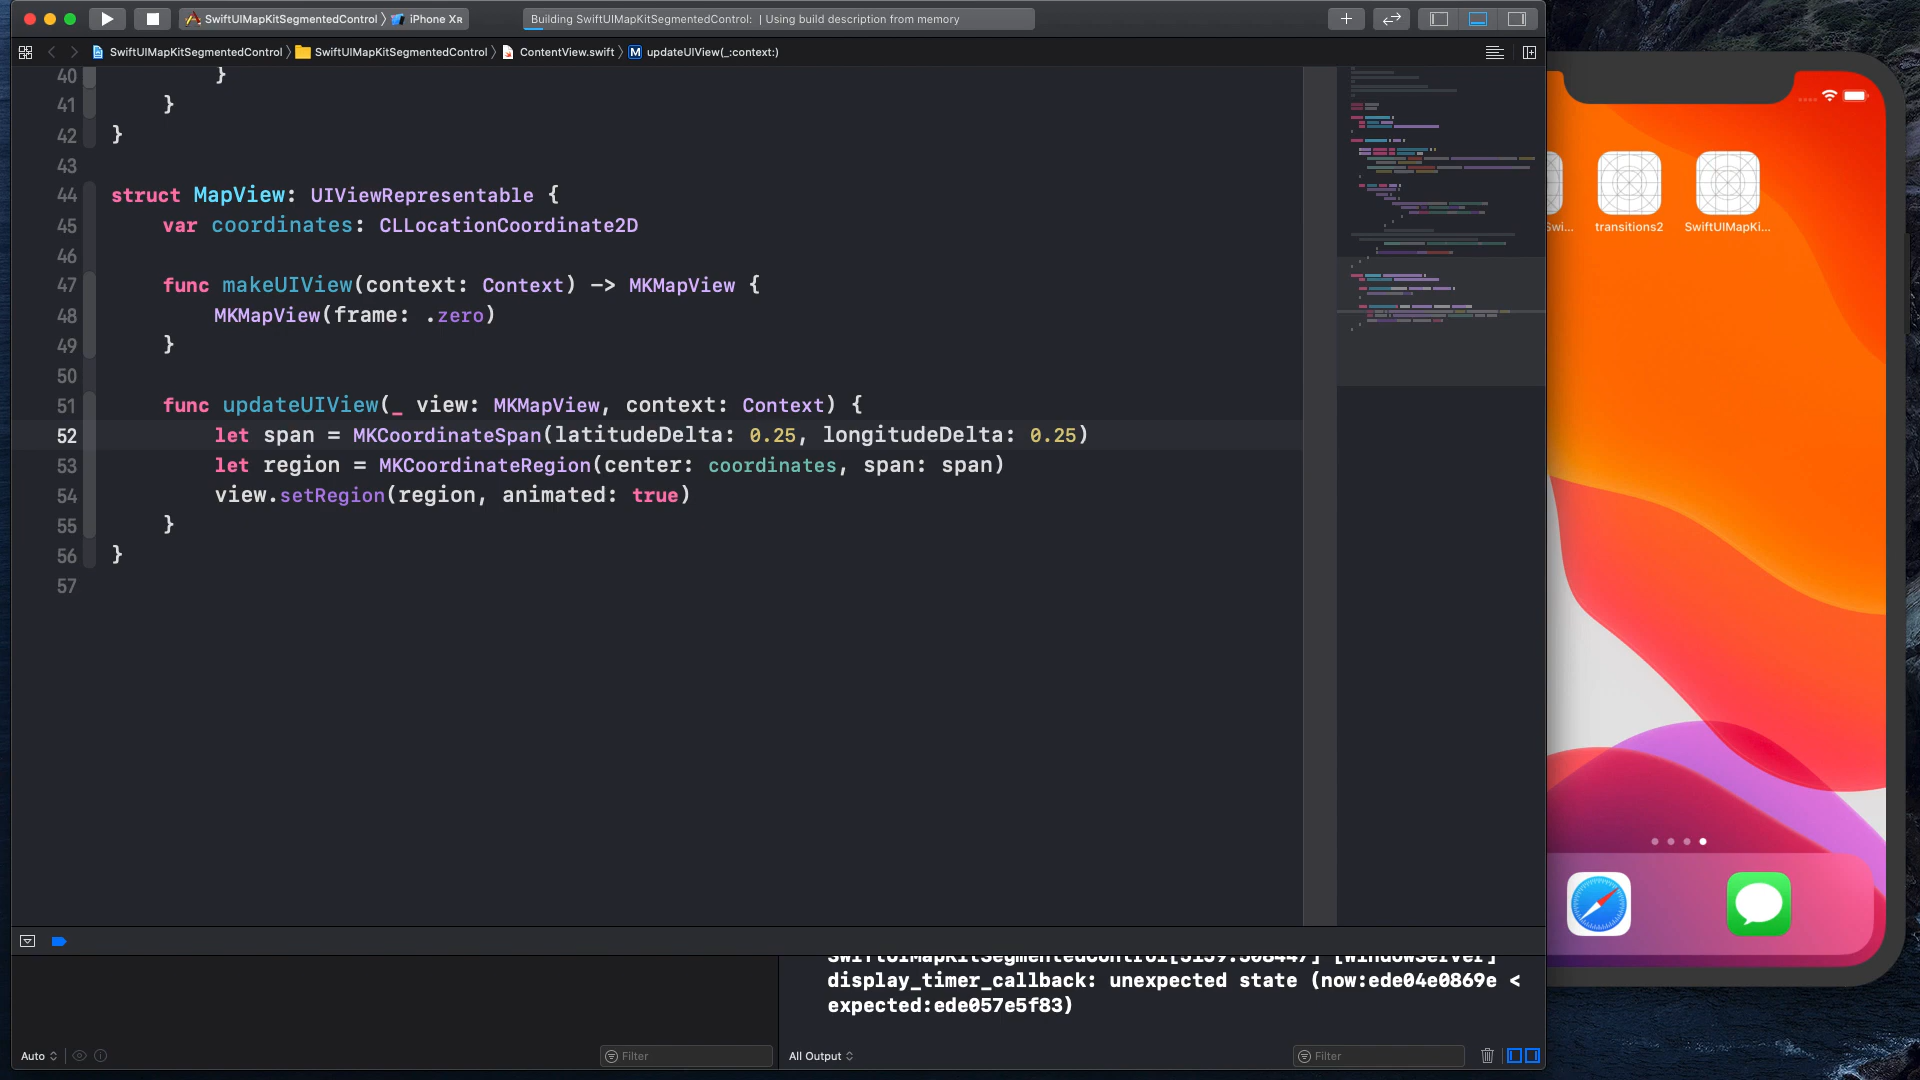 SwiftUIMapKitSegmentedControl
iPhone XR
Building SwiftUIMapKitSegmentedControl: | Using build description from memory
SwiftUIMapKitSegmentedControl
SwiftUIMapKitSegmentedControl
ContentView.swift
M updateUIView(_:context:)
40 }
41 }
42 }
43
44 struct MapView: UIViewRepresentable {
45 var coordinates: CLLocationCoordinate2D
46
47 func makeUIView(context: Context) -> MKMapView {
48 MKMapView(frame: .zero)
49 }
50
51 func updateUIView(_ view: MKMapView, context: Context) {
52 let span = MKCoordinateSpan(latitudeDelta: 0.25, longitudeDelta: 0.25)
53 let region = MKCoordinateRegion(center: coordinates, span: span)
54 view.setRegion(region, animated: true)
55 }
56 }
57
Swi...
transitions2
SwiftUIMapKi...
display_timer_callback: unexpected state (now:ede04e0869e <
expected:ede057e5f83)
Auto
Filter
All Output
Filter